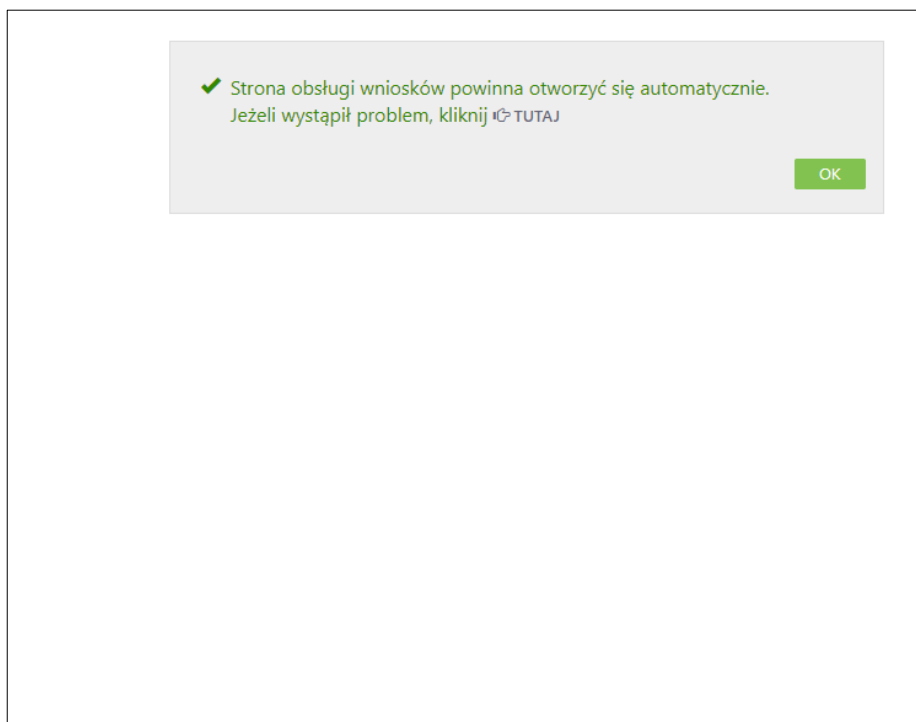 Strona obsługi wniosków powinna otworzyć się automatycznie.
Jeżeli wystąpił problem, kliknij TUTAJ
OK